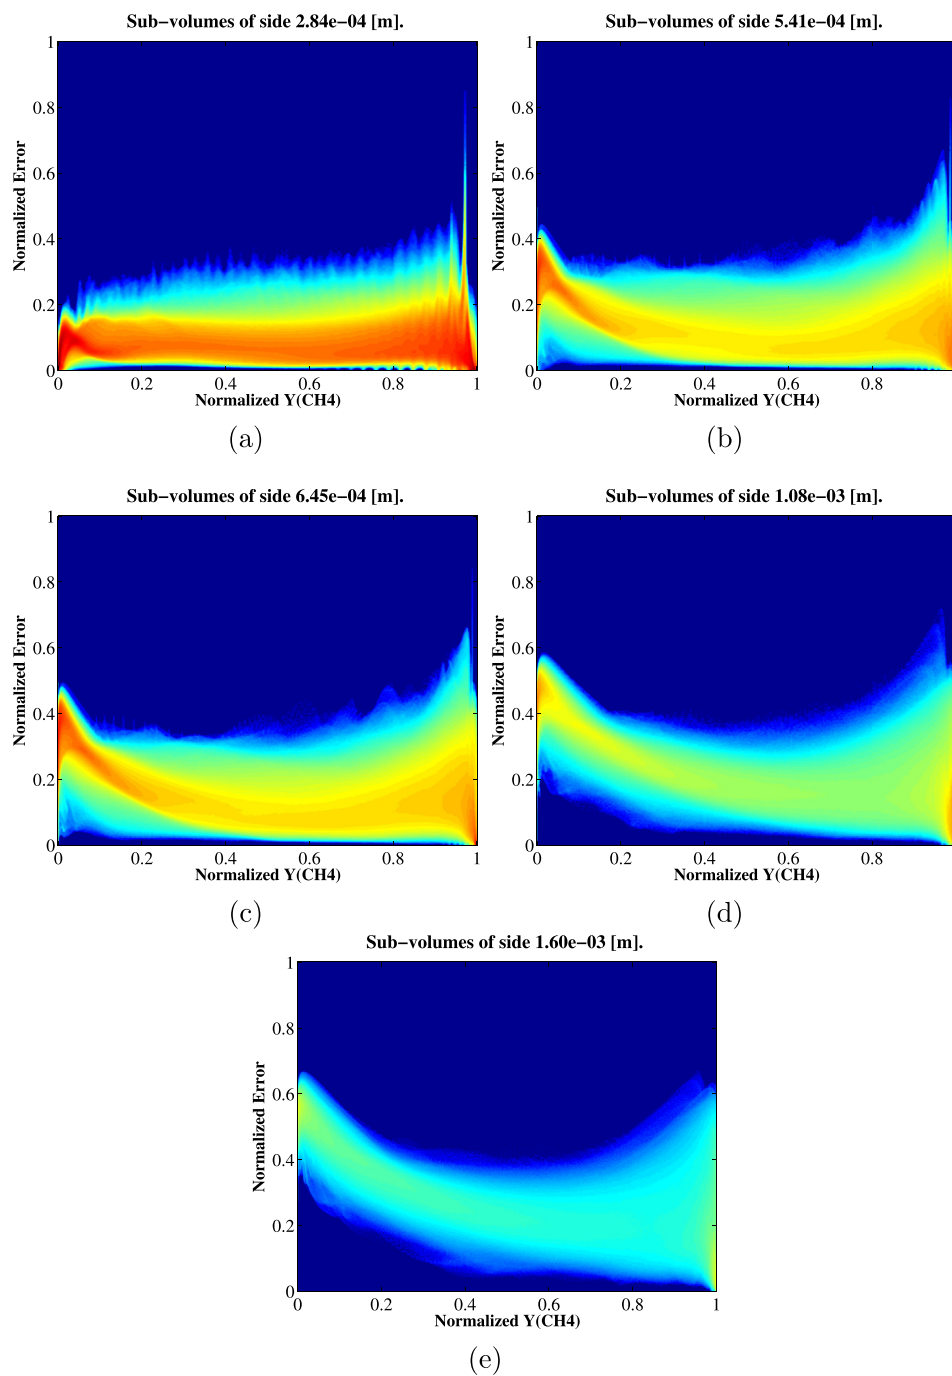 Sub−volumes of side 2.84e−04 [m].
1
0.8
0.6
0.4
0.2
0
Normalized Error
0 0.2 0.4 0.6 0.8 1
Normalized Y(CH4)
(a)
Sub−volumes of side 5.41e−04 [m].
1
0.8
0.6
0.4
0.2
0
Normalized Error
0 0.2 0.4 0.6 0.8
Normalized Y(CH4)
(b)
Sub−volumes of side 6.45e−04 [m].
1
0.8
0.6
0.4
0.2
0
Normalized Error
0 0.2 0.4 0.6 0.8 1
Normalized Y(CH4)
(c)
Sub−volumes of side 1.08e−03 [m].
1
0.8
0.6
0.4
0.2
0
Normalized Error
0 0.2 0.4 0.6 0.8
Normalized Y(CH4)
(d)
Sub−volumes of side 1.60e−03 [m].
1
0.8
0.6
0.4
0.2
0
Normalized Error
0 0.2 0.4 0.6 0.8 1
Normalized Y(CH4)
(e)